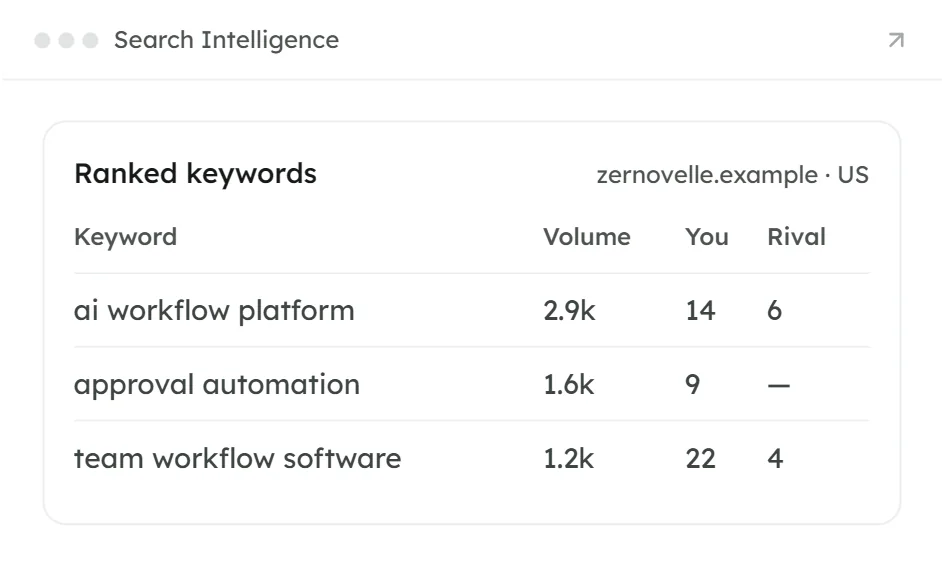 Search Intelligence
Ranked keywords zernovelle.example · US
Keyword Volume You Rival
ai workflow platform 2.9k 14 6
approval automation 1.6k 9 —
team workflow software 1.2k 22 4